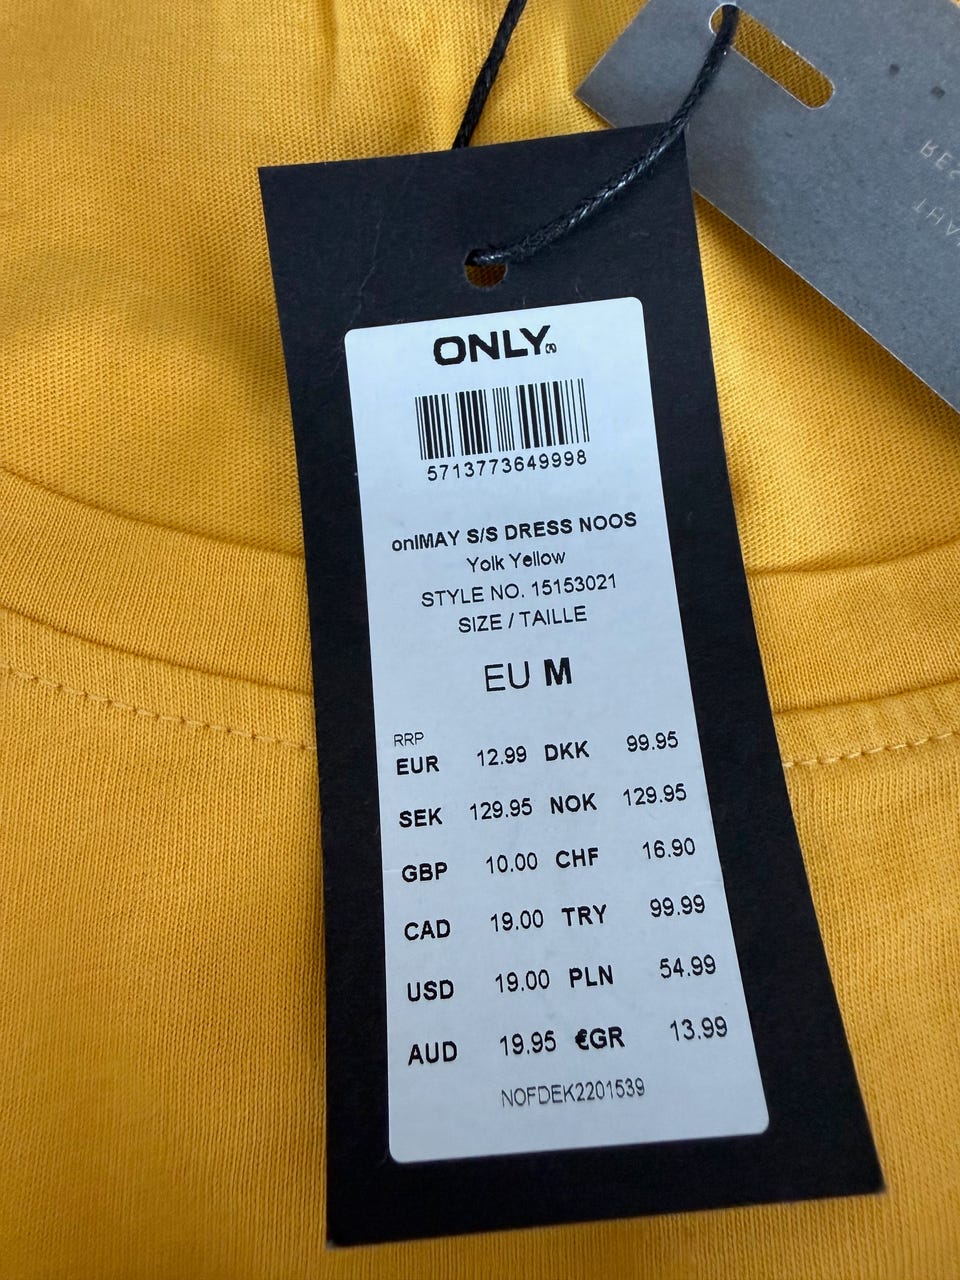 ONLY
5713773649998
onlMAY S/S DRESS NOOS
Yolk Yellow
STYLE NO. 15153021
SIZE / TAILLE
EU M
RRP
EUR 12.99 DKK 99.95
SEK 129.95 NOK 129.95
GBP 10.00 CHF 16.90
CAD 19.00 TRY 99.99
USD 19.00 PLN 54.99
AUD 19.95 €GR 13.99
NOFDEK2201539